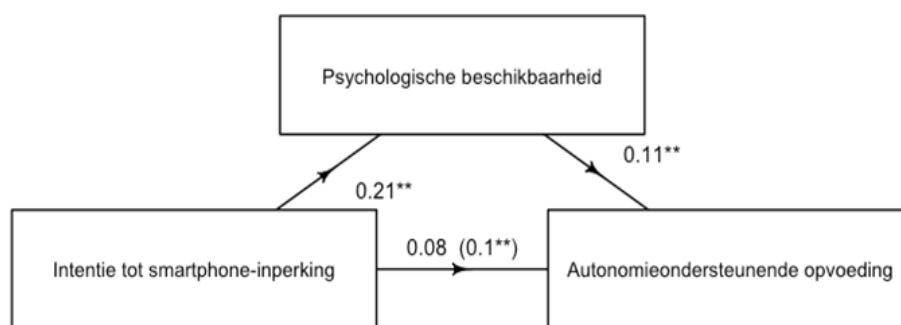 Psychologische beschikbaarheid
0.11**
0.21**
0.08 (0.1**)
Intentie tot smartphone-inperking
Autonomieondersteunende opvoeding